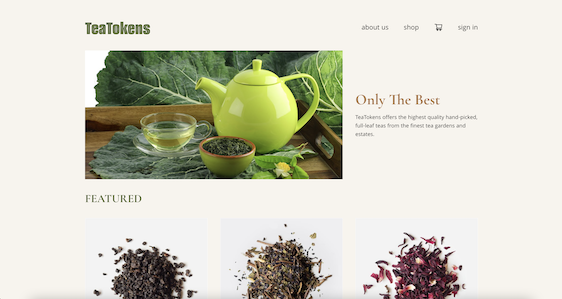 TeaTokens
about us shop sign in
Only The Best
TeaTokens offers the highest quality hand-picked,
full-leaf teas from the finest tea gardens and
estates.
FEATURED